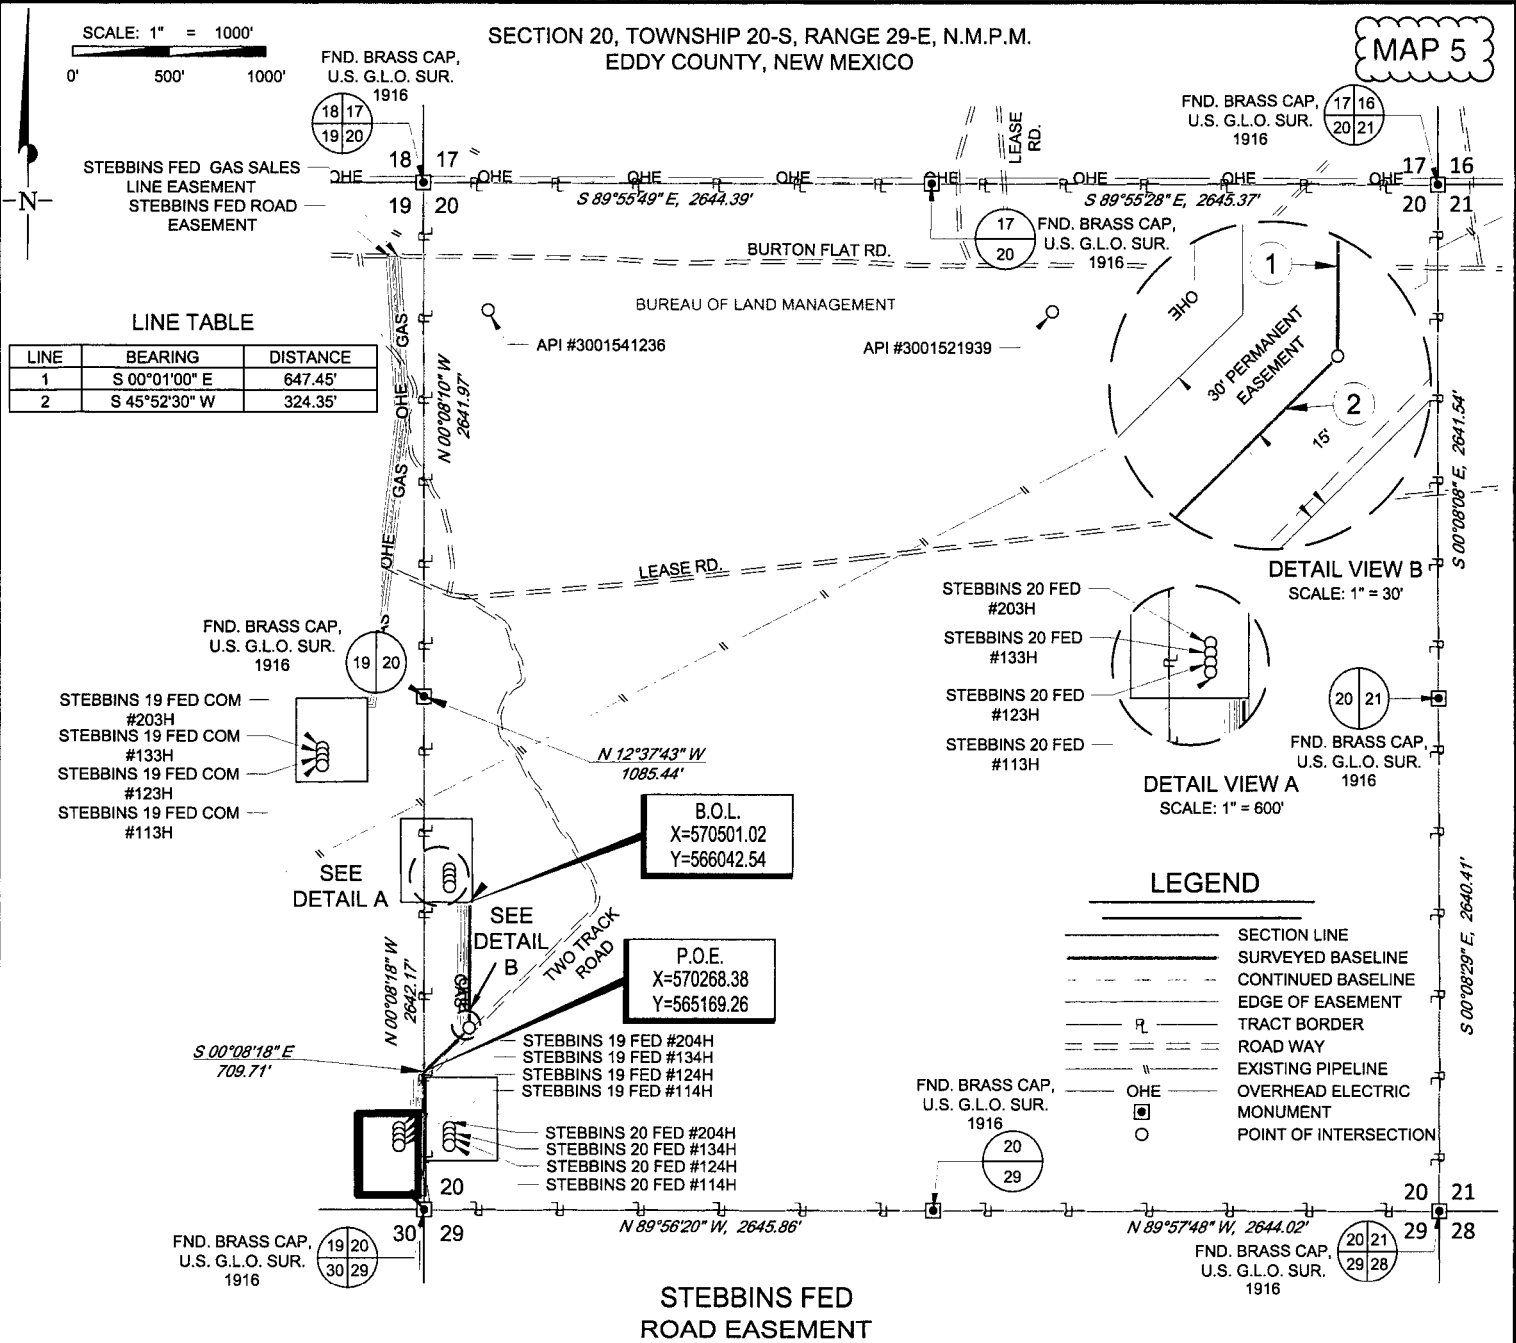 SCALE: 1" = 1000'
0' 500' 1000'
SECTION 20, TOWNSHIP 20-S, RANGE 29-E, N.M.P.M.
EDDY COUNTY, NEW MEXICO
MAP 5
FND. BRASS CAP,
U.S. G.L.O. SUR.
1916
18 17
19 20
FND. BRASS CAP,
U.S. G.L.O. SUR.
1916
17 16
20 21
LEASE
RD.
-N-
STEBBINS FED GAS SALES
LINE EASEMENT
STEBBINS FED ROAD
EASEMENT
18 17
19 20
17 16
20 21
OHE OHE OHE OHE OHE OHE OHE OHE
S 89°55'49" E, 2644.39'
S 89°55'28" E, 2645.37'
17
20
FND. BRASS CAP,
U.S. G.L.O. SUR.
1916
BURTON FLAT RD.
BUREAU OF LAND MANAGEMENT
API #3001541236
API #3001521939
LINE TABLE
LINE BEARING DISTANCE
1 S 00°01'00" E 647.45'
2 S 45°52'30" W 324.35'
GAS
OHE
GAS
OHE
N 00°08'10" W
2641.97'
1
OHE
30' PERMANENT
EASEMENT
2
15'
DETAIL VIEW B
SCALE: 1" = 30'
S 00°08'08" E, 2641.54'
LEASE RD.
FND. BRASS CAP,
U.S. G.L.O. SUR.
1916
19 20
STEBBINS 20 FED
#203H
STEBBINS 20 FED
#133H
STEBBINS 20 FED
#123H
STEBBINS 20 FED
#113H
DETAIL VIEW A
SCALE: 1" = 600'
20 21
FND. BRASS CAP,
U.S. G.L.O. SUR.
1916
STEBBINS 19 FED COM
#203H
STEBBINS 19 FED COM
#133H
STEBBINS 19 FED COM
#123H
STEBBINS 19 FED COM
#113H
N 12°37'43" W
1085.44'
B.O.L.
X=570501.02
Y=566042.54
SEE
DETAIL A
SEE
DETAIL
B
TWO TRACK
ROAD
P.O.E.
X=570268.38
Y=565169.26
N 00°08'18" W
2642.17'
S 00°08'18" E
709.71'
STEBBINS 19 FED #204H
STEBBINS 19 FED #134H
STEBBINS 19 FED #124H
STEBBINS 19 FED #114H
STEBBINS 20 FED #204H
STEBBINS 20 FED #134H
STEBBINS 20 FED #124H
STEBBINS 20 FED #114H
LEGEND
SECTION LINE
SURVEYED BASELINE
CONTINUED BASELINE
EDGE OF EASEMENT
TRACT BORDER
ROAD WAY
EXISTING PIPELINE
OHE OVERHEAD ELECTRIC
MONUMENT
POINT OF INTERSECTION
S 00°08'29" E, 2640.41'
FND. BRASS CAP,
U.S. G.L.O. SUR.
1916
20
29
20
30 29
20 21
29 28
N 89°56'20" W, 2645.86'
N 89°57'48" W, 2644.02'
FND. BRASS CAP,
U.S. G.L.O. SUR.
1916
19 20
30 29
FND. BRASS CAP,
U.S. G.L.O. SUR.
1916
20 21
29 28
STEBBINS FED
ROAD EASEMENT